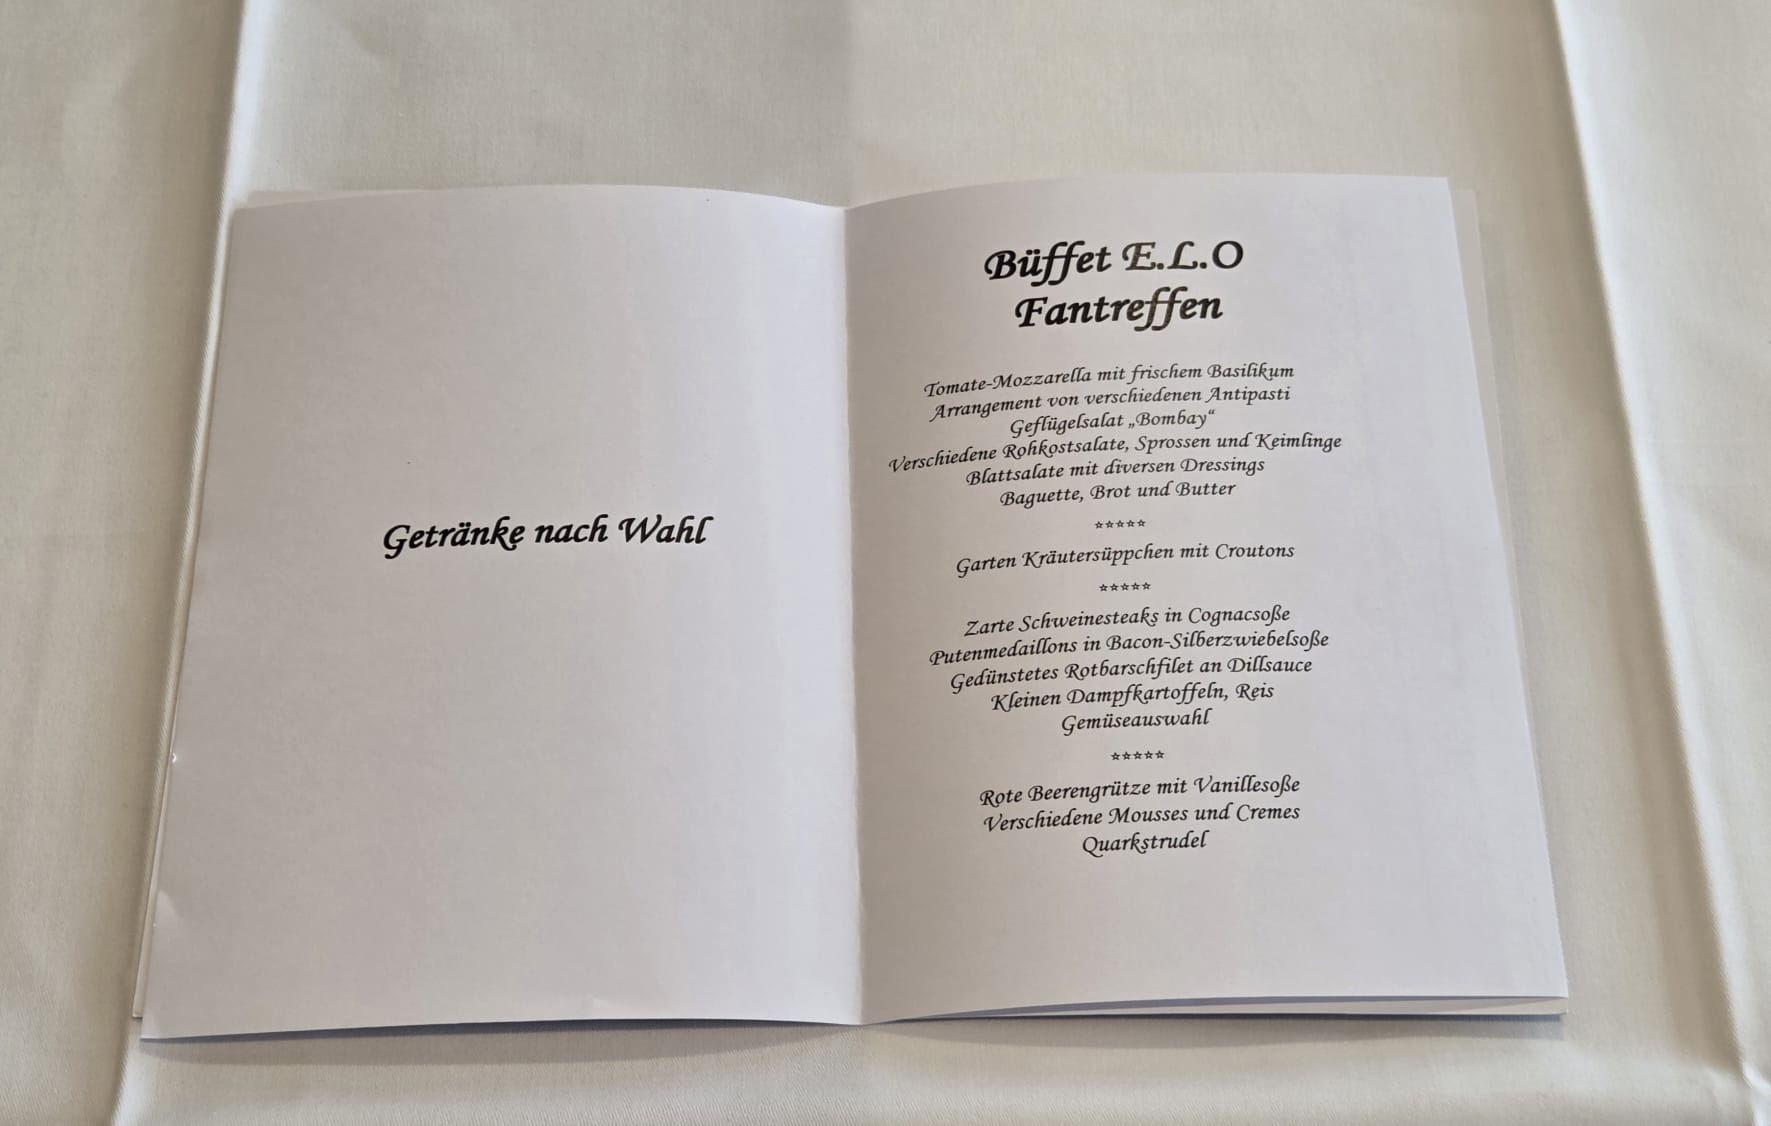 Getränke nach Wahl
Büffet E.L.O
Fantreffen
Tomate-Mozzarella mit frischem Basilikum
Arrangement von verschiedenen Antipasti
Geflügelsalat „Bombay“
Verschiedene Rohkostsalate, Sprossen und Keimlinge
Blattsalate mit diversen Dressings
Baguette, Brot und Butter
*****
Garten Kräutersüppchen mit Croutons
*****
Zarte Schweinesteaks in Cognacsoße
Putenmedaillons in Bacon-Silberzwiebelsoße
Gedünstetes Rotbarschfilet an Dillsauce
Kleinen Dampfkartoffeln, Reis
Gemüseauswahl
*****
Rote Beerengrütze mit Vanillesoße
Verschiedene Mousses und Cremes
Quarkstrudel